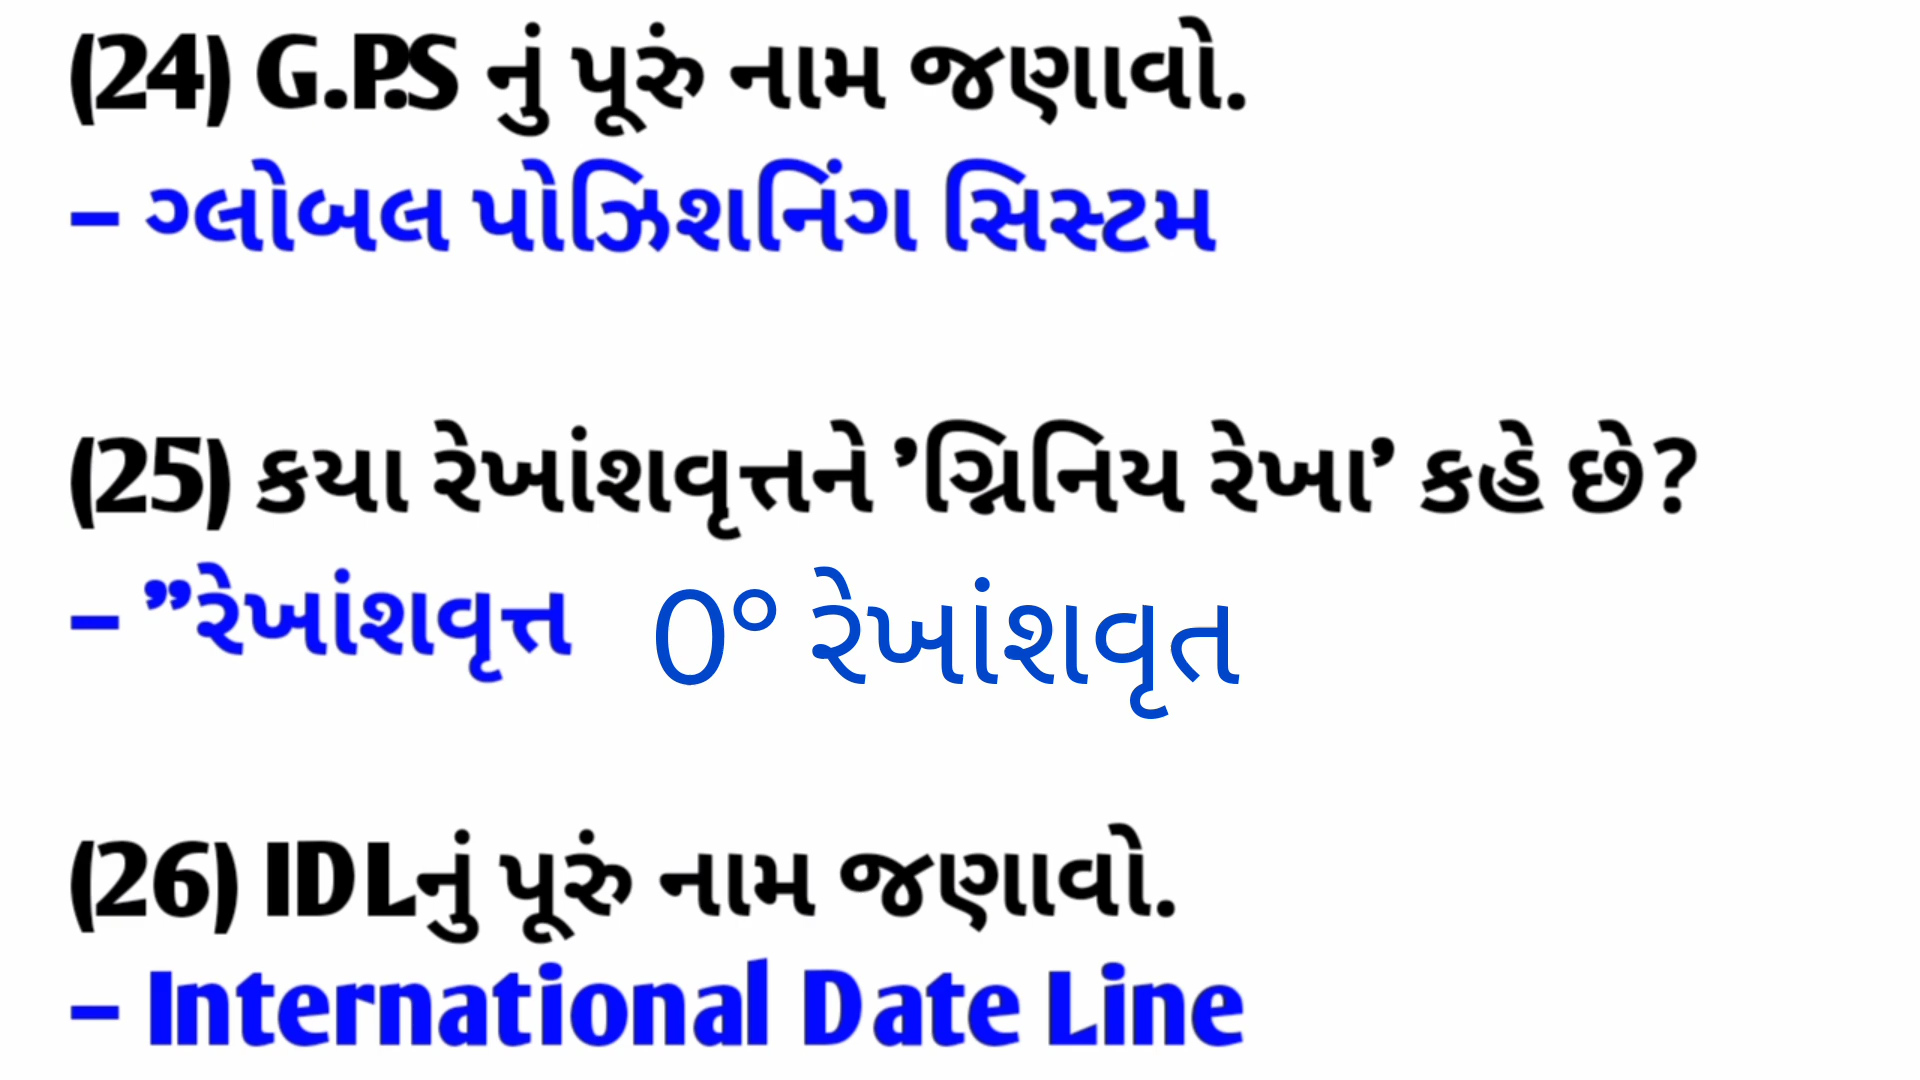 (24) G.P.S નું પૂરું નામ જણાવો.
– ગ્લોબલ પોઝિશનિંગ સિસ્ટમ
(25) કયા રેખાંશવૃત્તને ’ગ્રિનિય રેખા’ કહે છે?
– ”રેખાંશવૃત્ત 0° રેખાંશવૃત
(26) IDLનું પૂરું નામ જણાવો.
– International Date Line